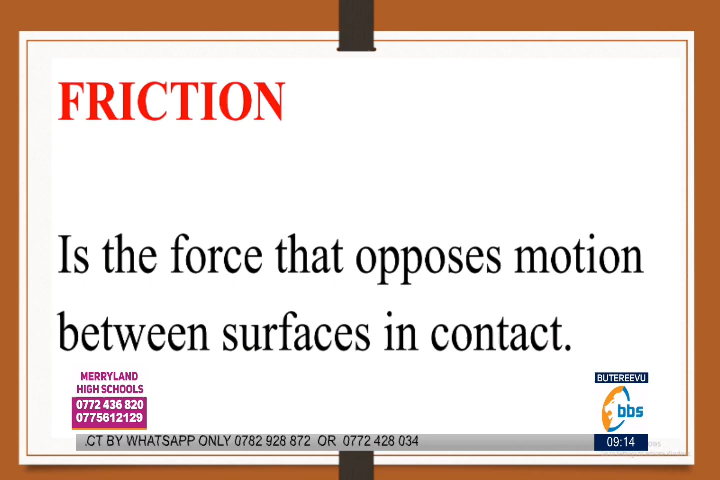 FRICTION
Is the force that opposes motion
between surfaces in contact.
MERRYLAND
HIGH SCHOOLS
0772 436 820
0775612129
BUTEREEVU
bbs
.CT BY WHATSAPP ONLY 0782 928 872 OR 0772 428 034
09:14